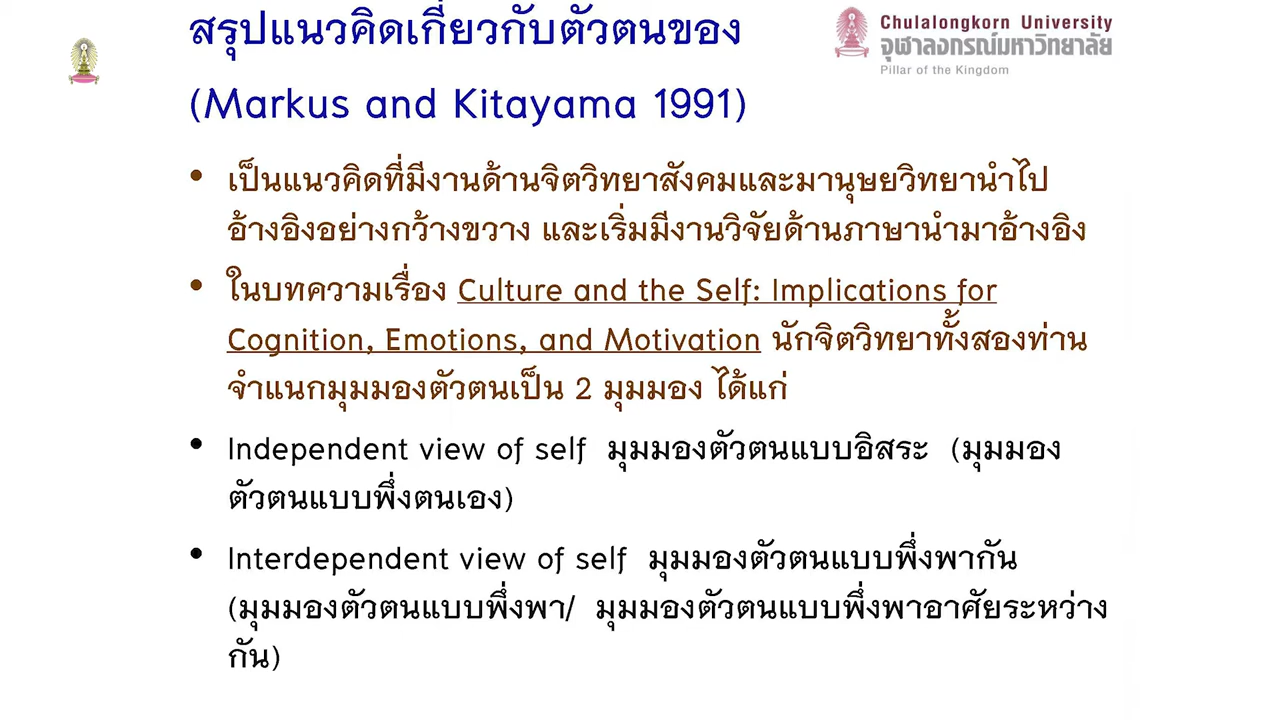 สรุปแนวคิดเกี่ยวกับตัวตนของ
(Markus and Kitayama 1991)
Chulalongkorn University
จุฬาลงกรณ์มหาวิทยาลัย
Pillar of the Kingdom
• เป็นแนวคิดที่มีงานด้านจิตวิทยาสังคมและมานุษยวิทยานำไป
อ้างอิงอย่างกว้างขวาง และเริ่มมีงานวิจัยด้านภาษานำมาอ้างอิง
• ในบทความเรื่อง Culture and the Self: Implications for
Cognition, Emotions, and Motivation นักจิตวิทยาทั้งสองท่าน
จำแนกมุมมองตัวตนเป็น 2 มุมมอง ได้แก่
• Independent view of self มุมมองตัวตนแบบอิสระ (มุมมอง
ตัวตนแบบพึ่งตนเอง)
• Interdependent view of self มุมมองตัวตนแบบพึ่งพากัน
(มุมมองตัวตนแบบพึ่งพา/ มุมมองตัวตนแบบพึ่งพาอาศัยระหว่าง
กัน)